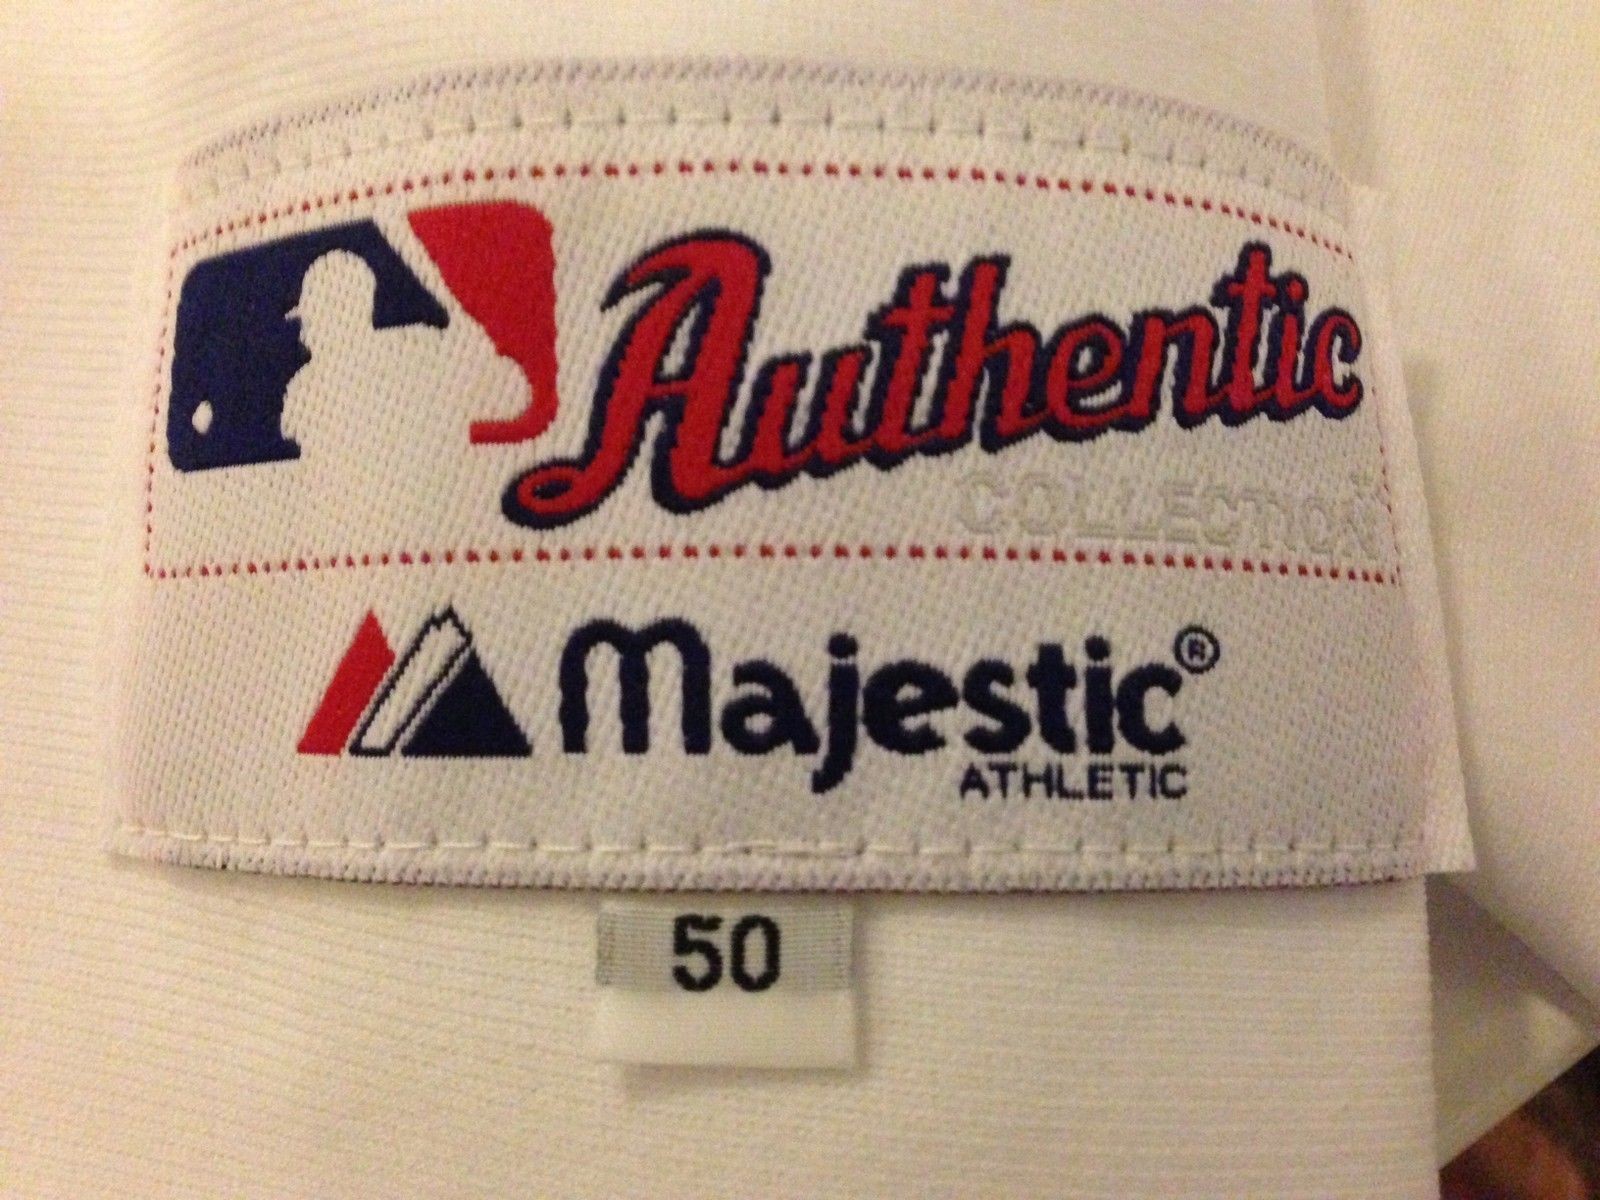 Authentic
COLLECTION
majestic®
ATHLETIC
50